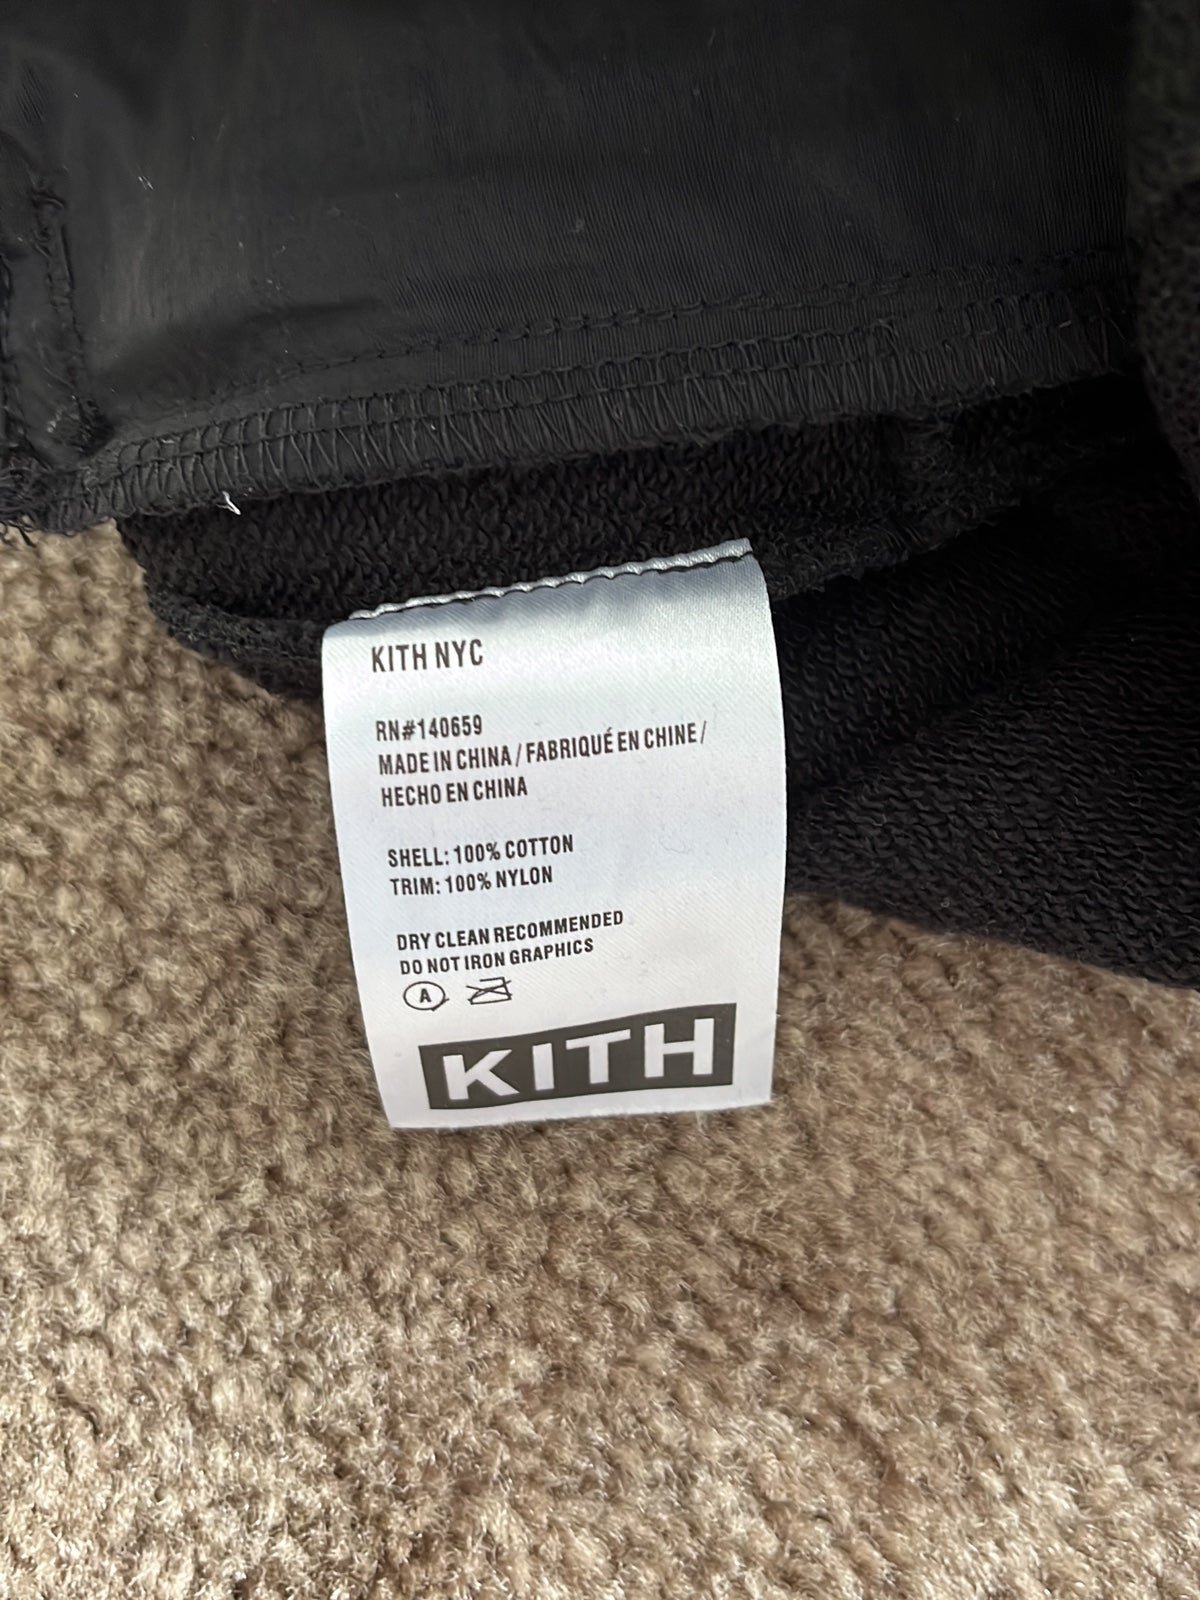 KITH NYC
RN#140659
MADE IN CHINA / FABRIQUÉ EN CHINE /
HECHO EN CHINA
SHELL: 100% COTTON
TRIM: 100% NYLON
DRY CLEAN RECOMMENDED
DO NOT IRON GRAPHICS
A
KITH